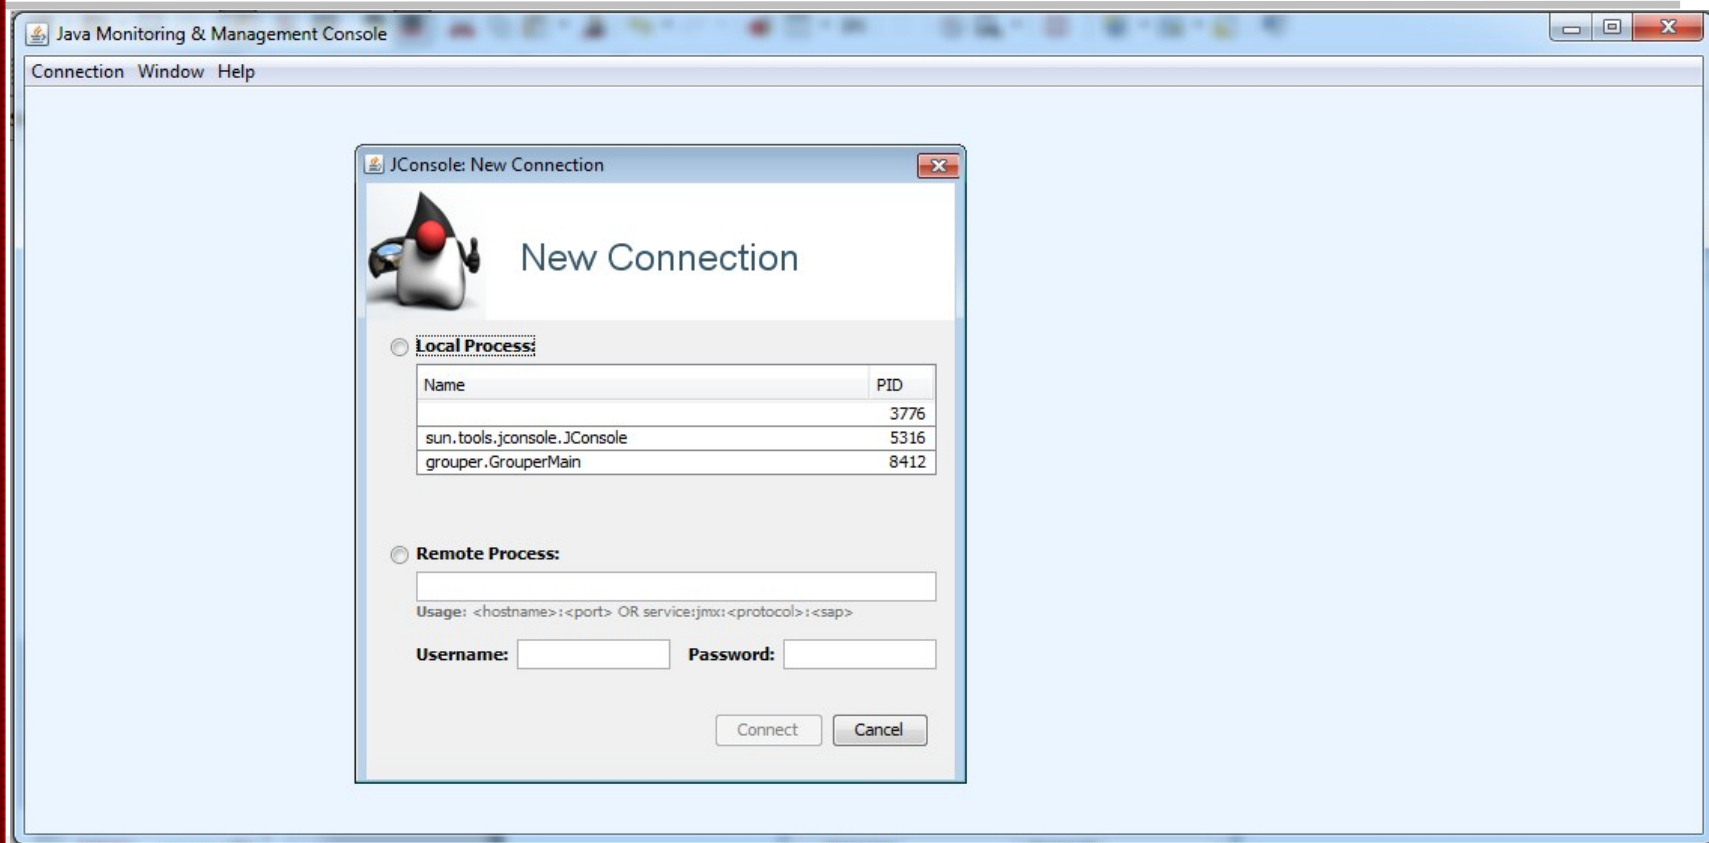 Java Monitoring & Management Console
Connection Window Help
JConsole: New Connection
New Connection
Local Process:
Name PID
3776
sun.tools.jconsole.JConsole 5316
grouper.GrouperMain 8412
Remote Process:
Usage: <hostname>:<port> OR service:jmx:<protocol>:<sap>
Username: Password:
Connect Cancel